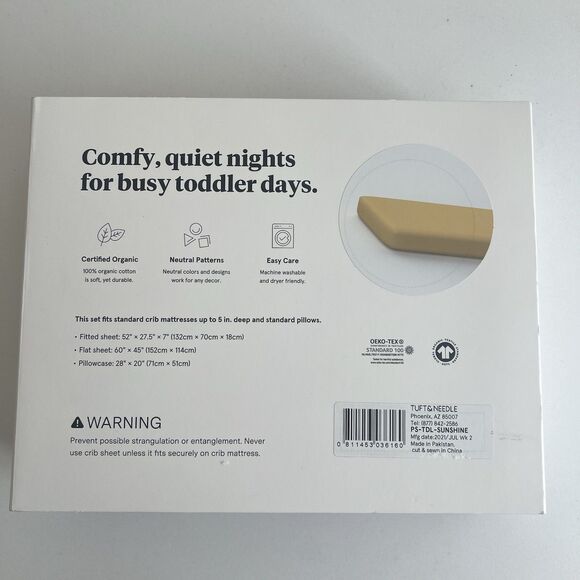 Comfy, quiet nights
for busy toddler days.
Certified Organic
100% organic cotton
is soft, yet durable.
Neutral Patterns
Neutral colors and designs
work for any decor.
Easy Care
Machine washable
and dryer friendly.
This set fits standard crib mattresses up to 5 in. deep and standard pillows.
• Fitted sheet: 52" × 27.5" × 7" (132cm × 70cm × 18cm)
• Flat sheet: 60" × 45" (152cm × 114cm)
• Pillowcase: 28" × 20" (71cm × 51cm)
OEKO-TEX®
STANDARD 100
WARNING
Prevent possible strangulation or entanglement. Never
use crib sheet unless it fits securely on crib mattress.
0 811453 036160
TUFT&NEEDLE
Phoenix, AZ 85007
Tel: (877) 842-2586
PS-TDL-SUNSHINE
Mfg date:2021/JUL Wk 2
Made in Pakistan,
cut & sewn in China